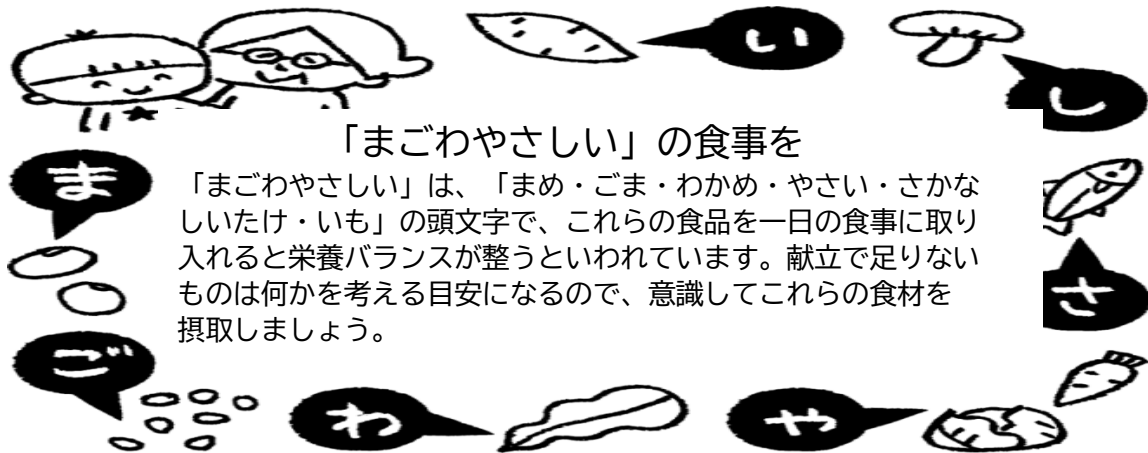 「まごわやさしい」の食事を
「まごわやさしい」は、「まめ・ごま・わかめ・やさい・さかな
しいたけ・いも」の頭文字で、これらの食品を一日の食事に取り
入れると栄養バランスが整うといわれています。献立で足りない
ものは何かを考える目安になるので、意識してこれらの食材を
摂取しましょう。
ま
ご
わ
や
さ
し
い